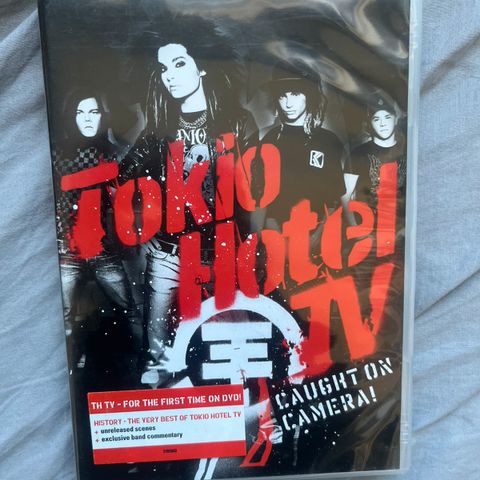 Tokio
Hotel
TV
CAUGHT ON
CAMERA!
TH TV - FOR THE FIRST TIME ON DVD!
HISTORY - THE VERY BEST OF TOKIO HOTEL TV
+ unreleased scenes
+ exclusive band commentary